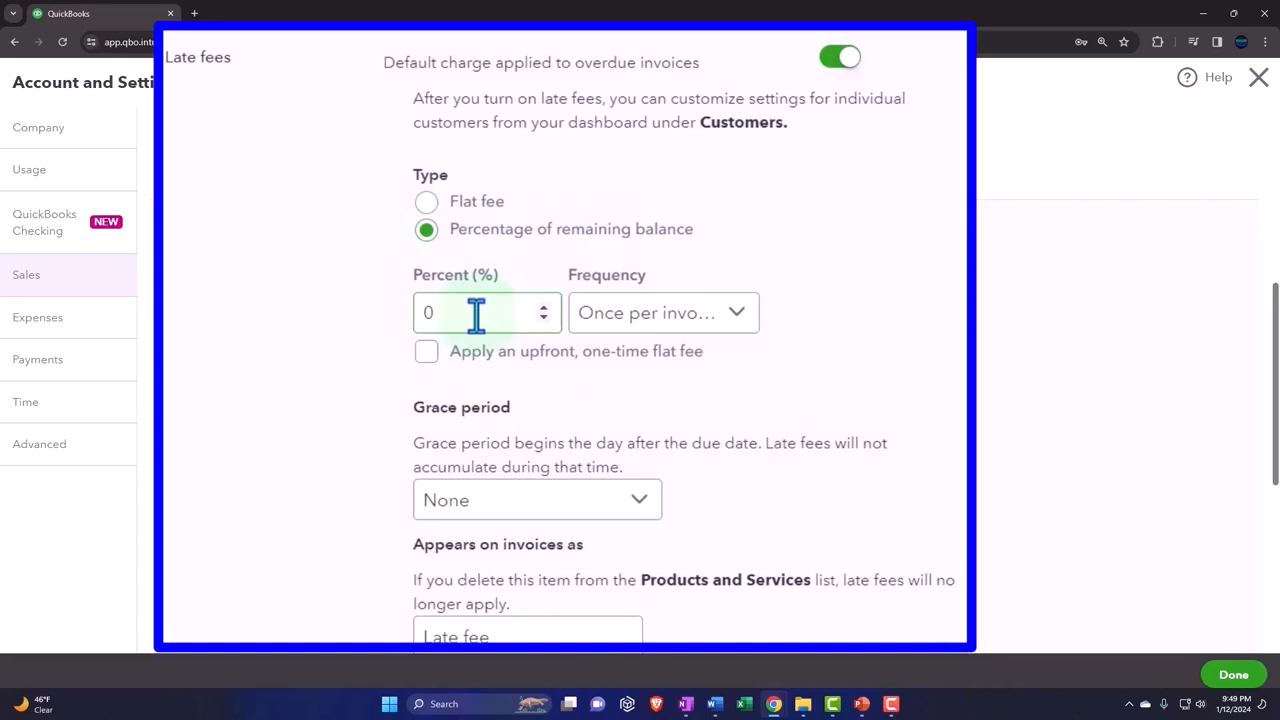 QuickBooks
app.qbo.int
Account and Setti
Help
Company
Usage
QuickBooks
Checking
NEW
Sales
Expenses
Payments
Time
Advanced
Late fees
Default charge applied to overdue invoices
After you turn on late fees, you can customize settings for individual
customers from your dashboard under Customers.
Type
Flat fee
Percentage of remaining balance
Percent (%) Frequency
0 Once per invo...
Apply an upfront, one-time flat fee
Grace period
Grace period begins the day after the due date. Late fees will not
accumulate during that time.
None
Appears on invoices as
If you delete this item from the Products and Services list, late fees will no
longer apply.
Late fee
Done
46°F
Clear
Search
9:49 PM
1/12/2024